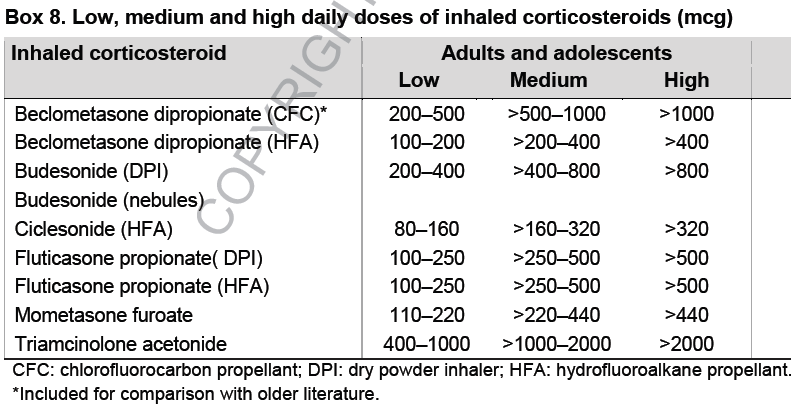 Box 8. Low, medium and high daily doses of inhaled corticosteroids (mcg)
Inhaled corticosteroid Adults and adolescents
Low Medium High
Beclometasone dipropionate (CFC)* 200–500 >500–1000 >1000
Beclometasone dipropionate (HFA) 100–200 >200–400 >400
Budesonide (DPI) 200–400 >400–800 >800
Budesonide (nebules)
Ciclesonide (HFA) 80–160 >160–320 >320
Fluticasone propionate( DPI) 100–250 >250–500 >500
Fluticasone propionate (HFA) 100–250 >250–500 >500
Mometasone furoate 110–220 >220–440 >440
Triamcinolone acetonide 400–1000 >1000–2000 >2000
CFC: chlorofluorocarbon propellant; DPI: dry powder inhaler; HFA: hydrofluoroalkane propellant.
*Included for comparison with older literature.
COPYRIGH